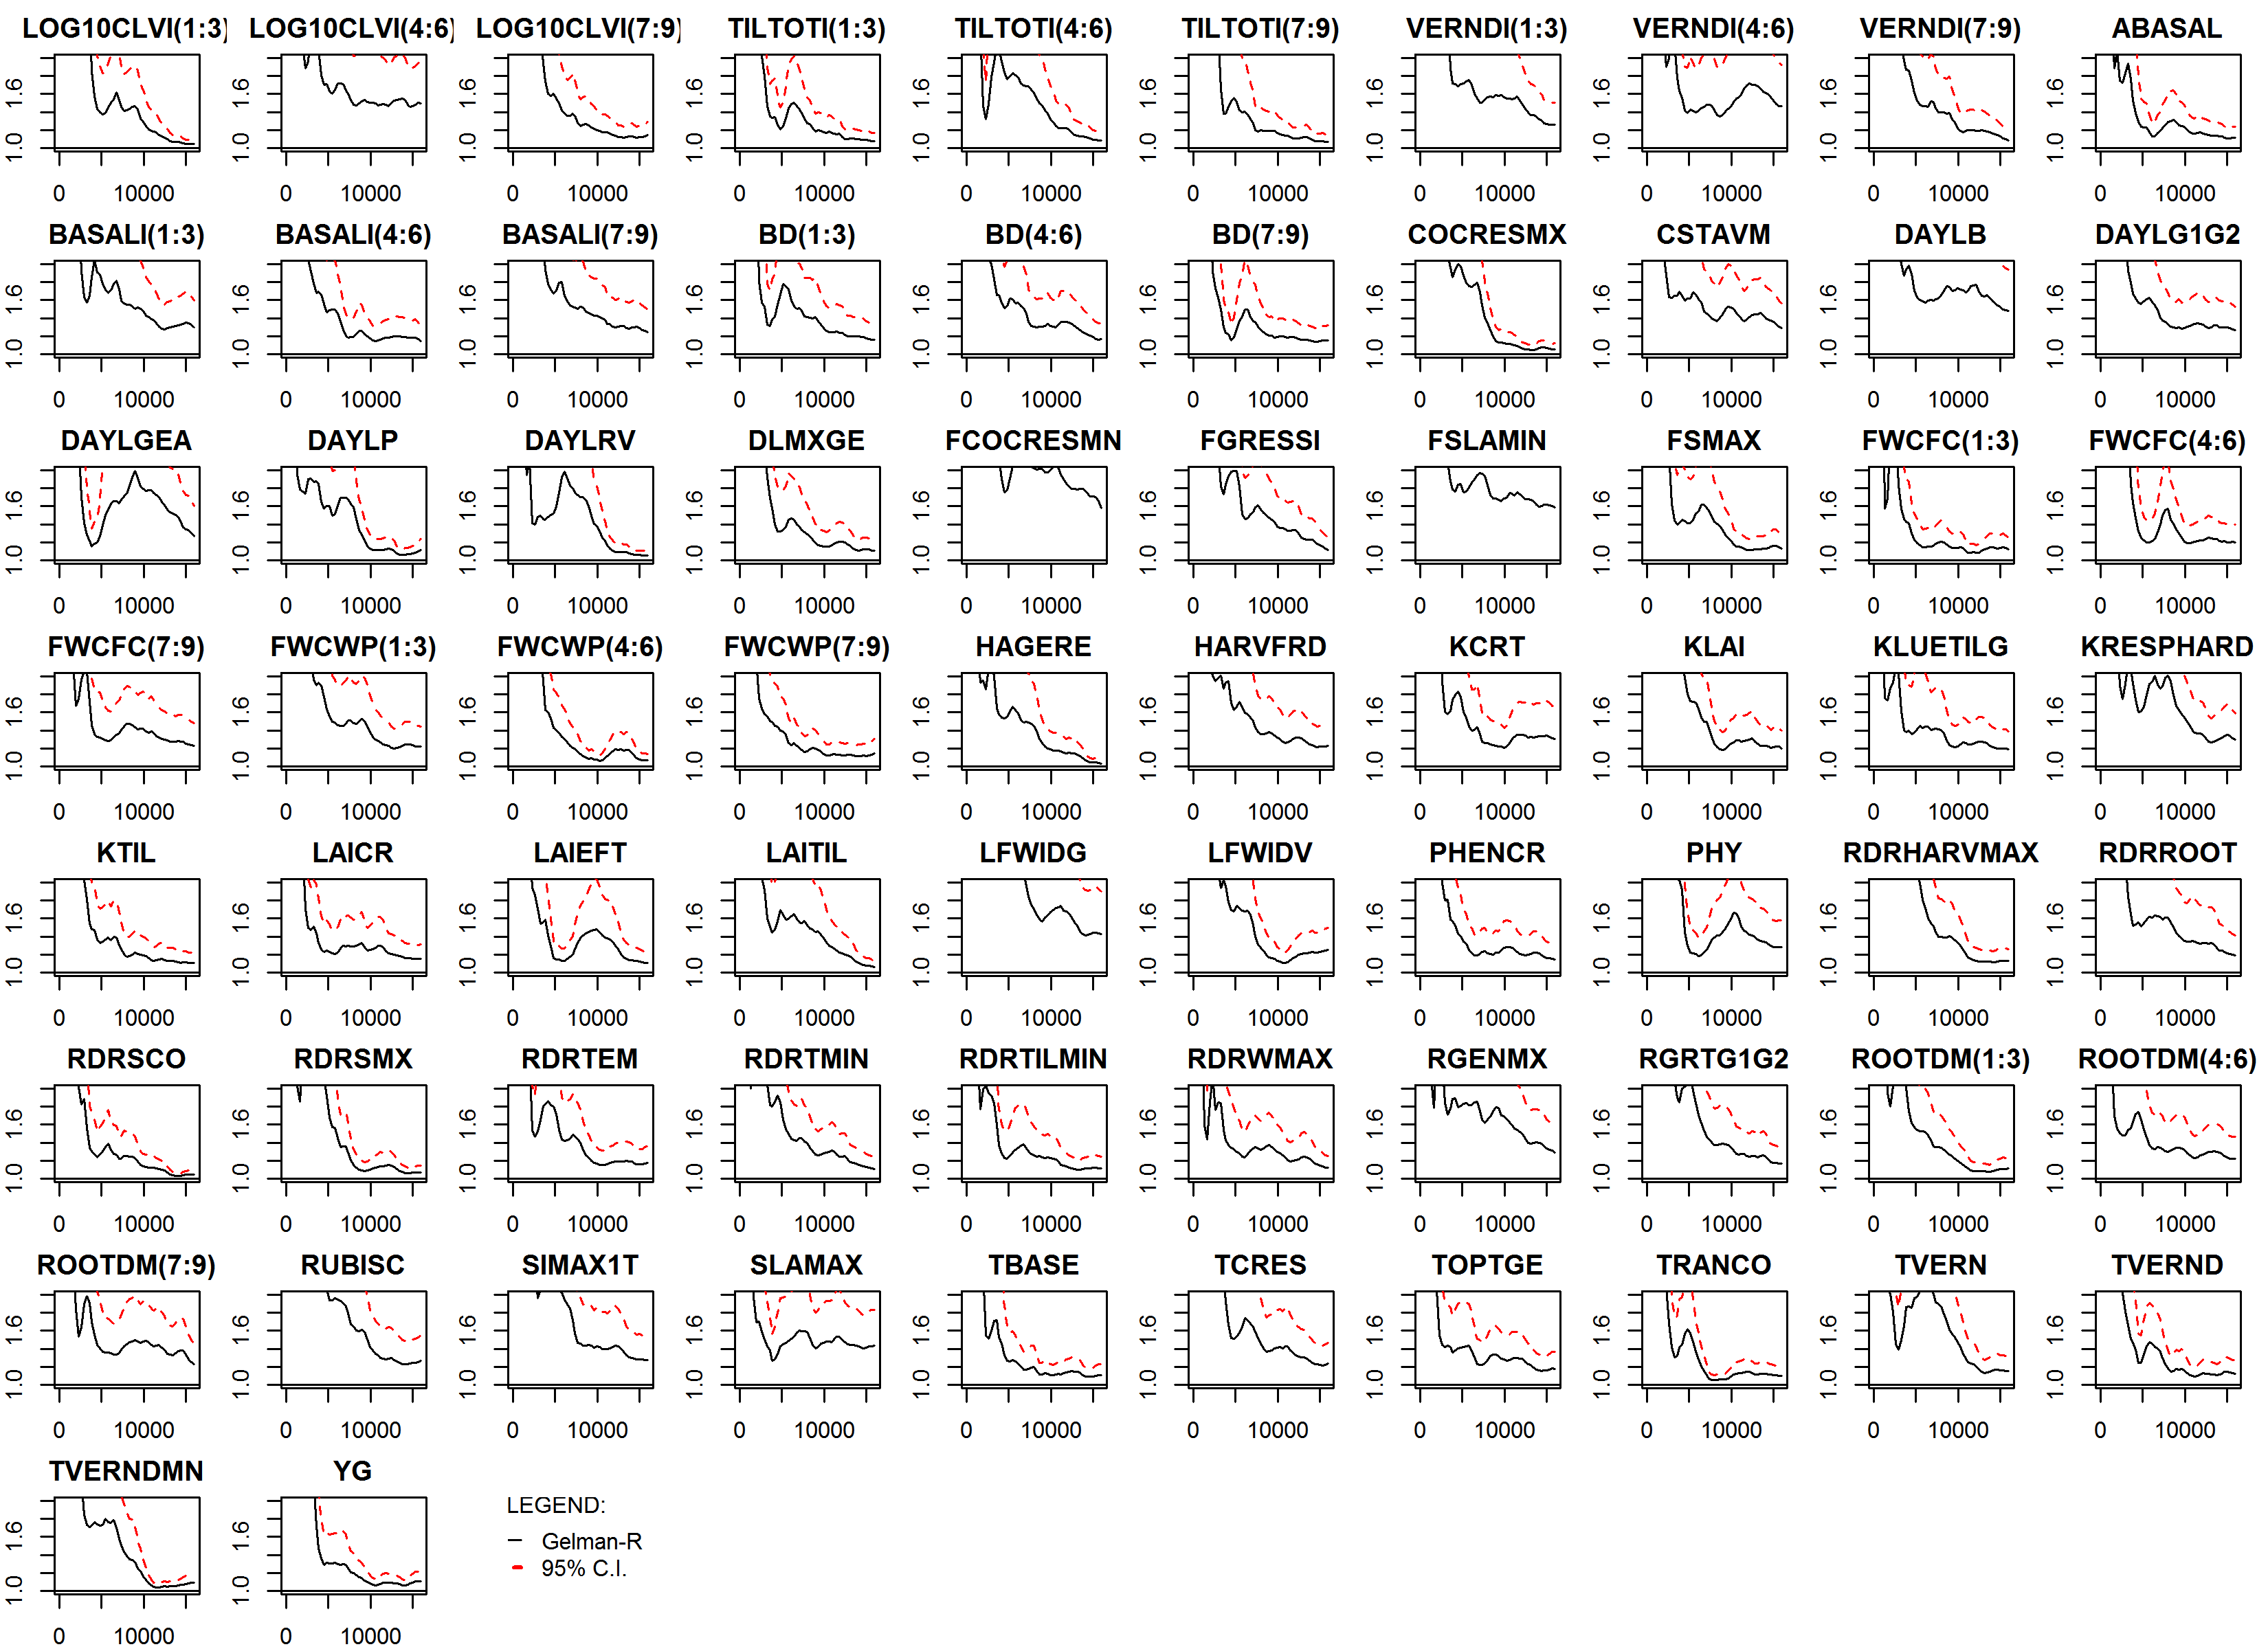 LOG10CLVI(1:3) LOG10CLVI(4:6) LOG10CLVI(7:9) TILTOTI(1:3) TILTOTI(4:6) TILTOTI(7:9) VERNDI(1:3) VERNDI(4:6) VERNDI(7:9) ABASAL
1.6 1.6 1.6 1.6 1.6 1.6 1.6 1.6 1.6 1.6
1.0 1.0 1.0 1.0 1.0 1.0 1.0 1.0 1.0 1.0
0 10000 0 10000 0 10000 0 10000 0 10000 0 10000 0 10000 0 10000 0 10000 0 10000
BASALI(1:3) BASALI(4:6) BASALI(7:9) BD(1:3) BD(4:6) BD(7:9) COCRESMX CSTAVM DAYLB DAYLG1G2
1.6 1.6 1.6 1.6 1.6 1.6 1.6 1.6 1.6 1.6
1.0 1.0 1.0 1.0 1.0 1.0 1.0 1.0 1.0 1.0
0 10000 0 10000 0 10000 0 10000 0 10000 0 10000 0 10000 0 10000 0 10000 0 10000
DAYLGEA DAYLP DAYLRV DLMXGE FCOCRESMN FGRESSI FSLAMIN FSMAX FWCFC(1:3) FWCFC(4:6)
1.6 1.6 1.6 1.6 1.6 1.6 1.6 1.6 1.6 1.6
1.0 1.0 1.0 1.0 1.0 1.0 1.0 1.0 1.0 1.0
0 10000 0 10000 0 10000 0 10000 0 10000 0 10000 0 10000 0 10000 0 10000 0 10000
FWCFC(7:9) FWCWP(1:3) FWCWP(4:6) FWCWP(7:9) HAGERE HARVFRD KCRT KLAI KLUETILG KRESPHARD
1.6 1.6 1.6 1.6 1.6 1.6 1.6 1.6 1.6 1.6
1.0 1.0 1.0 1.0 1.0 1.0 1.0 1.0 1.0 1.0
0 10000 0 10000 0 10000 0 10000 0 10000 0 10000 0 10000 0 10000 0 10000 0 10000
KTIL LAICR LAIEFT LAITIL LFWIDG LFWIDV PHENCR PHY RDRHARVMAX RDRROOT
1.6 1.6 1.6 1.6 1.6 1.6 1.6 1.6 1.6 1.6
1.0 1.0 1.0 1.0 1.0 1.0 1.0 1.0 1.0 1.0
0 10000 0 10000 0 10000 0 10000 0 10000 0 10000 0 10000 0 10000 0 10000 0 10000
RDRSCO RDRSMX RDRTEM RDRTMIN RDRTILMIN RDRWMAX RGENMX RGRTG1G2 ROOTDM(1:3) ROOTDM(4:6)
1.6 1.6 1.6 1.6 1.6 1.6 1.6 1.6 1.6 1.6
1.0 1.0 1.0 1.0 1.0 1.0 1.0 1.0 1.0 1.0
0 10000 0 10000 0 10000 0 10000 0 10000 0 10000 0 10000 0 10000 0 10000 0 10000
ROOTDM(7:9) RUBISC SIMAX1T SLAMAX TBASE TCRES TOPTGE TRANCO TVERN TVERND
1.6 1.6 1.6 1.6 1.6 1.6 1.6 1.6 1.6 1.6
1.0 1.0 1.0 1.0 1.0 1.0 1.0 1.0 1.0 1.0
0 10000 0 10000 0 10000 0 10000 0 10000 0 10000 0 10000 0 10000 0 10000 0 10000
TVERNDMN YG
1.6 1.6
1.0 1.0
0 10000 0 10000
LEGEND:
Gelman-R
95% C.I.